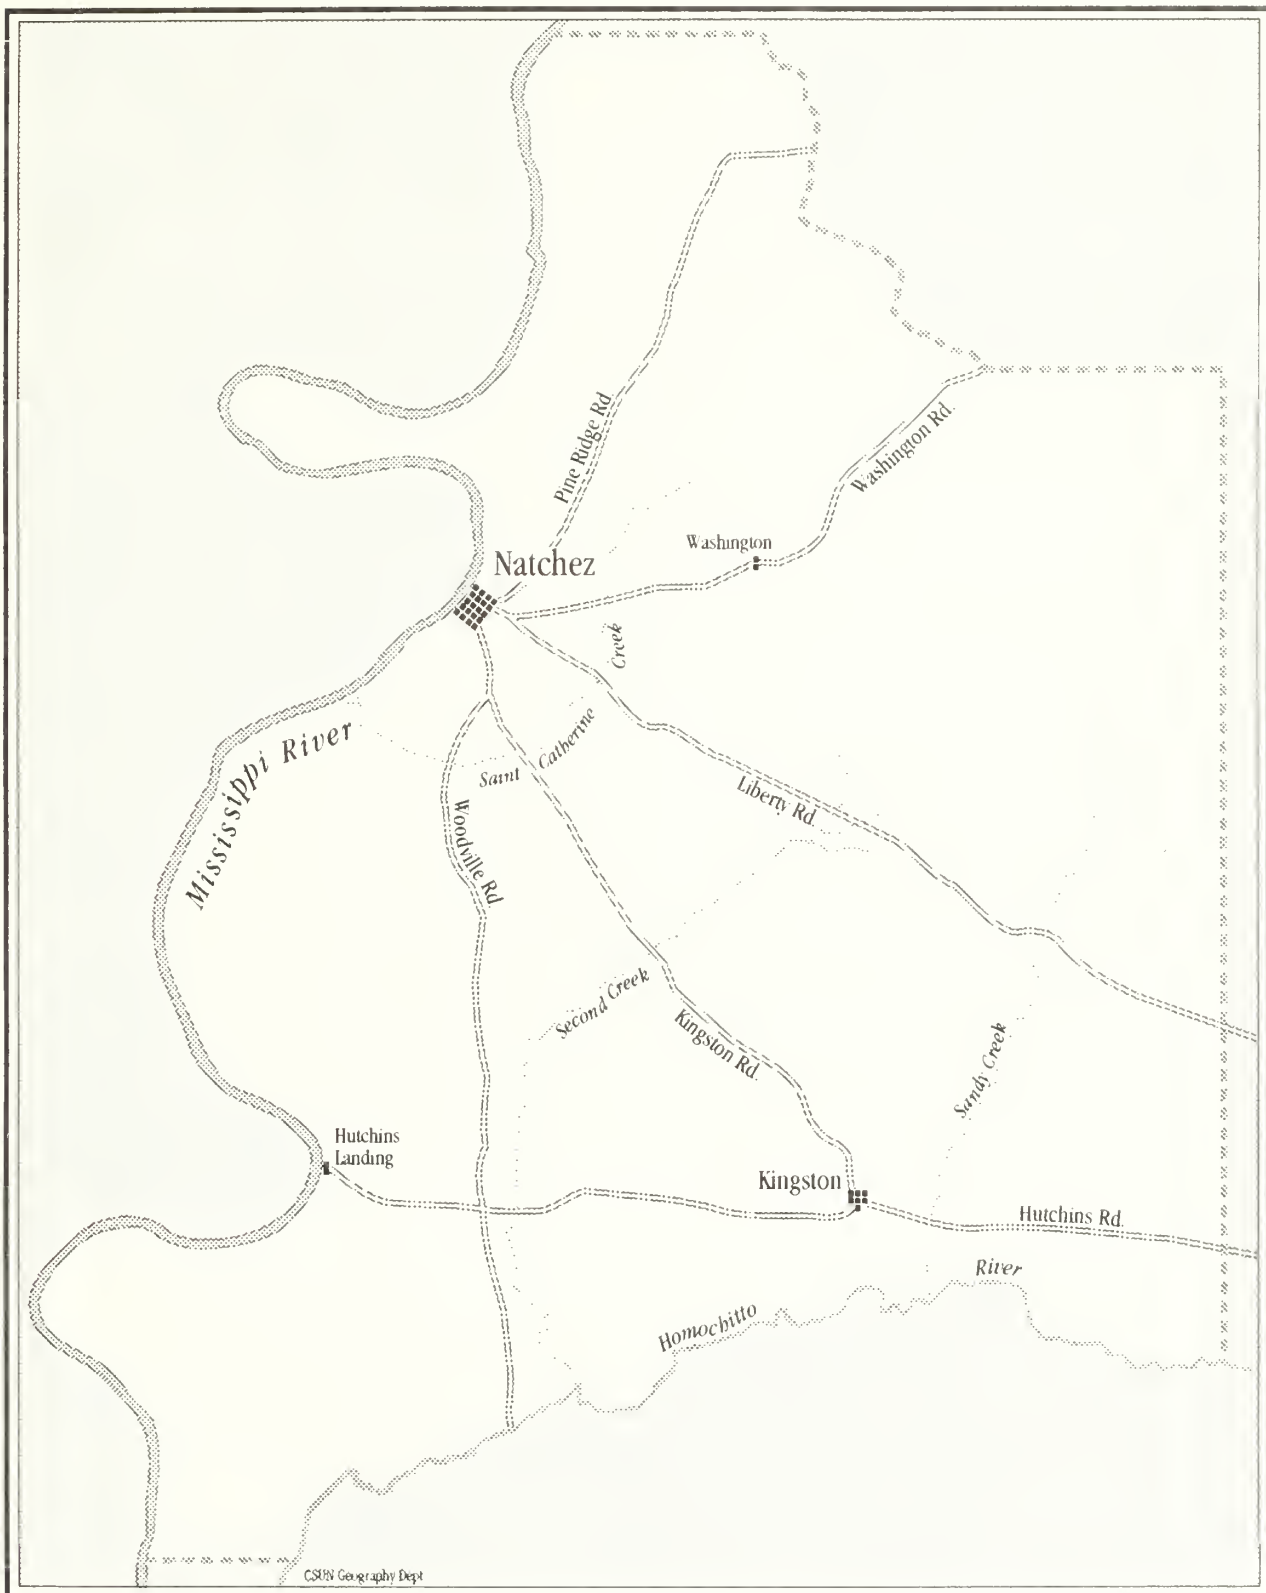 Pine Ridge Rd
Washington Rd.
Washington
Natchez
Creek
Mississippi River
Saint Catherine
Liberty Rd.
Woodville Rd.
Second Creek
Kingston Rd.
Sandy Creek
Hutchins
Landing
Kingston
Hutchins Rd.
Homochitto River
CSUN Geography Dept